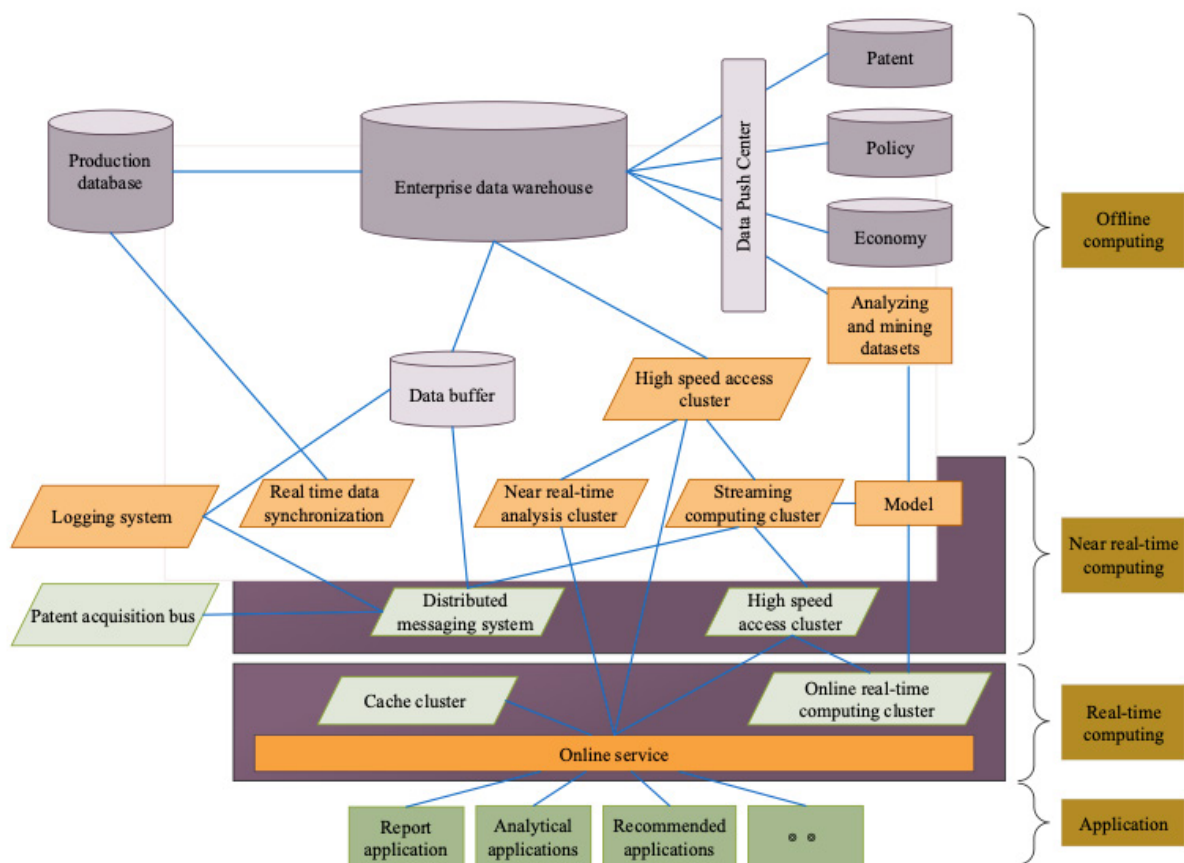 Patent
Production
database
Enterprise data warehouse
Data Push Center
Policy
Economy
Offline
computing
Analyzing
and mining
datasets
Data buffer
High speed access
cluster
Logging system
Real time data
synchronization
Near real-time
analysis cluster
Streaming
computing cluster
Model
Near real-time
computing
Patent acquisition bus
Distributed
messaging system
High speed
access cluster
Cache cluster
Online real-time
computing cluster
Real-time
computing
Online service
Report
application
Analytical
applications
Recommended
applications
Application